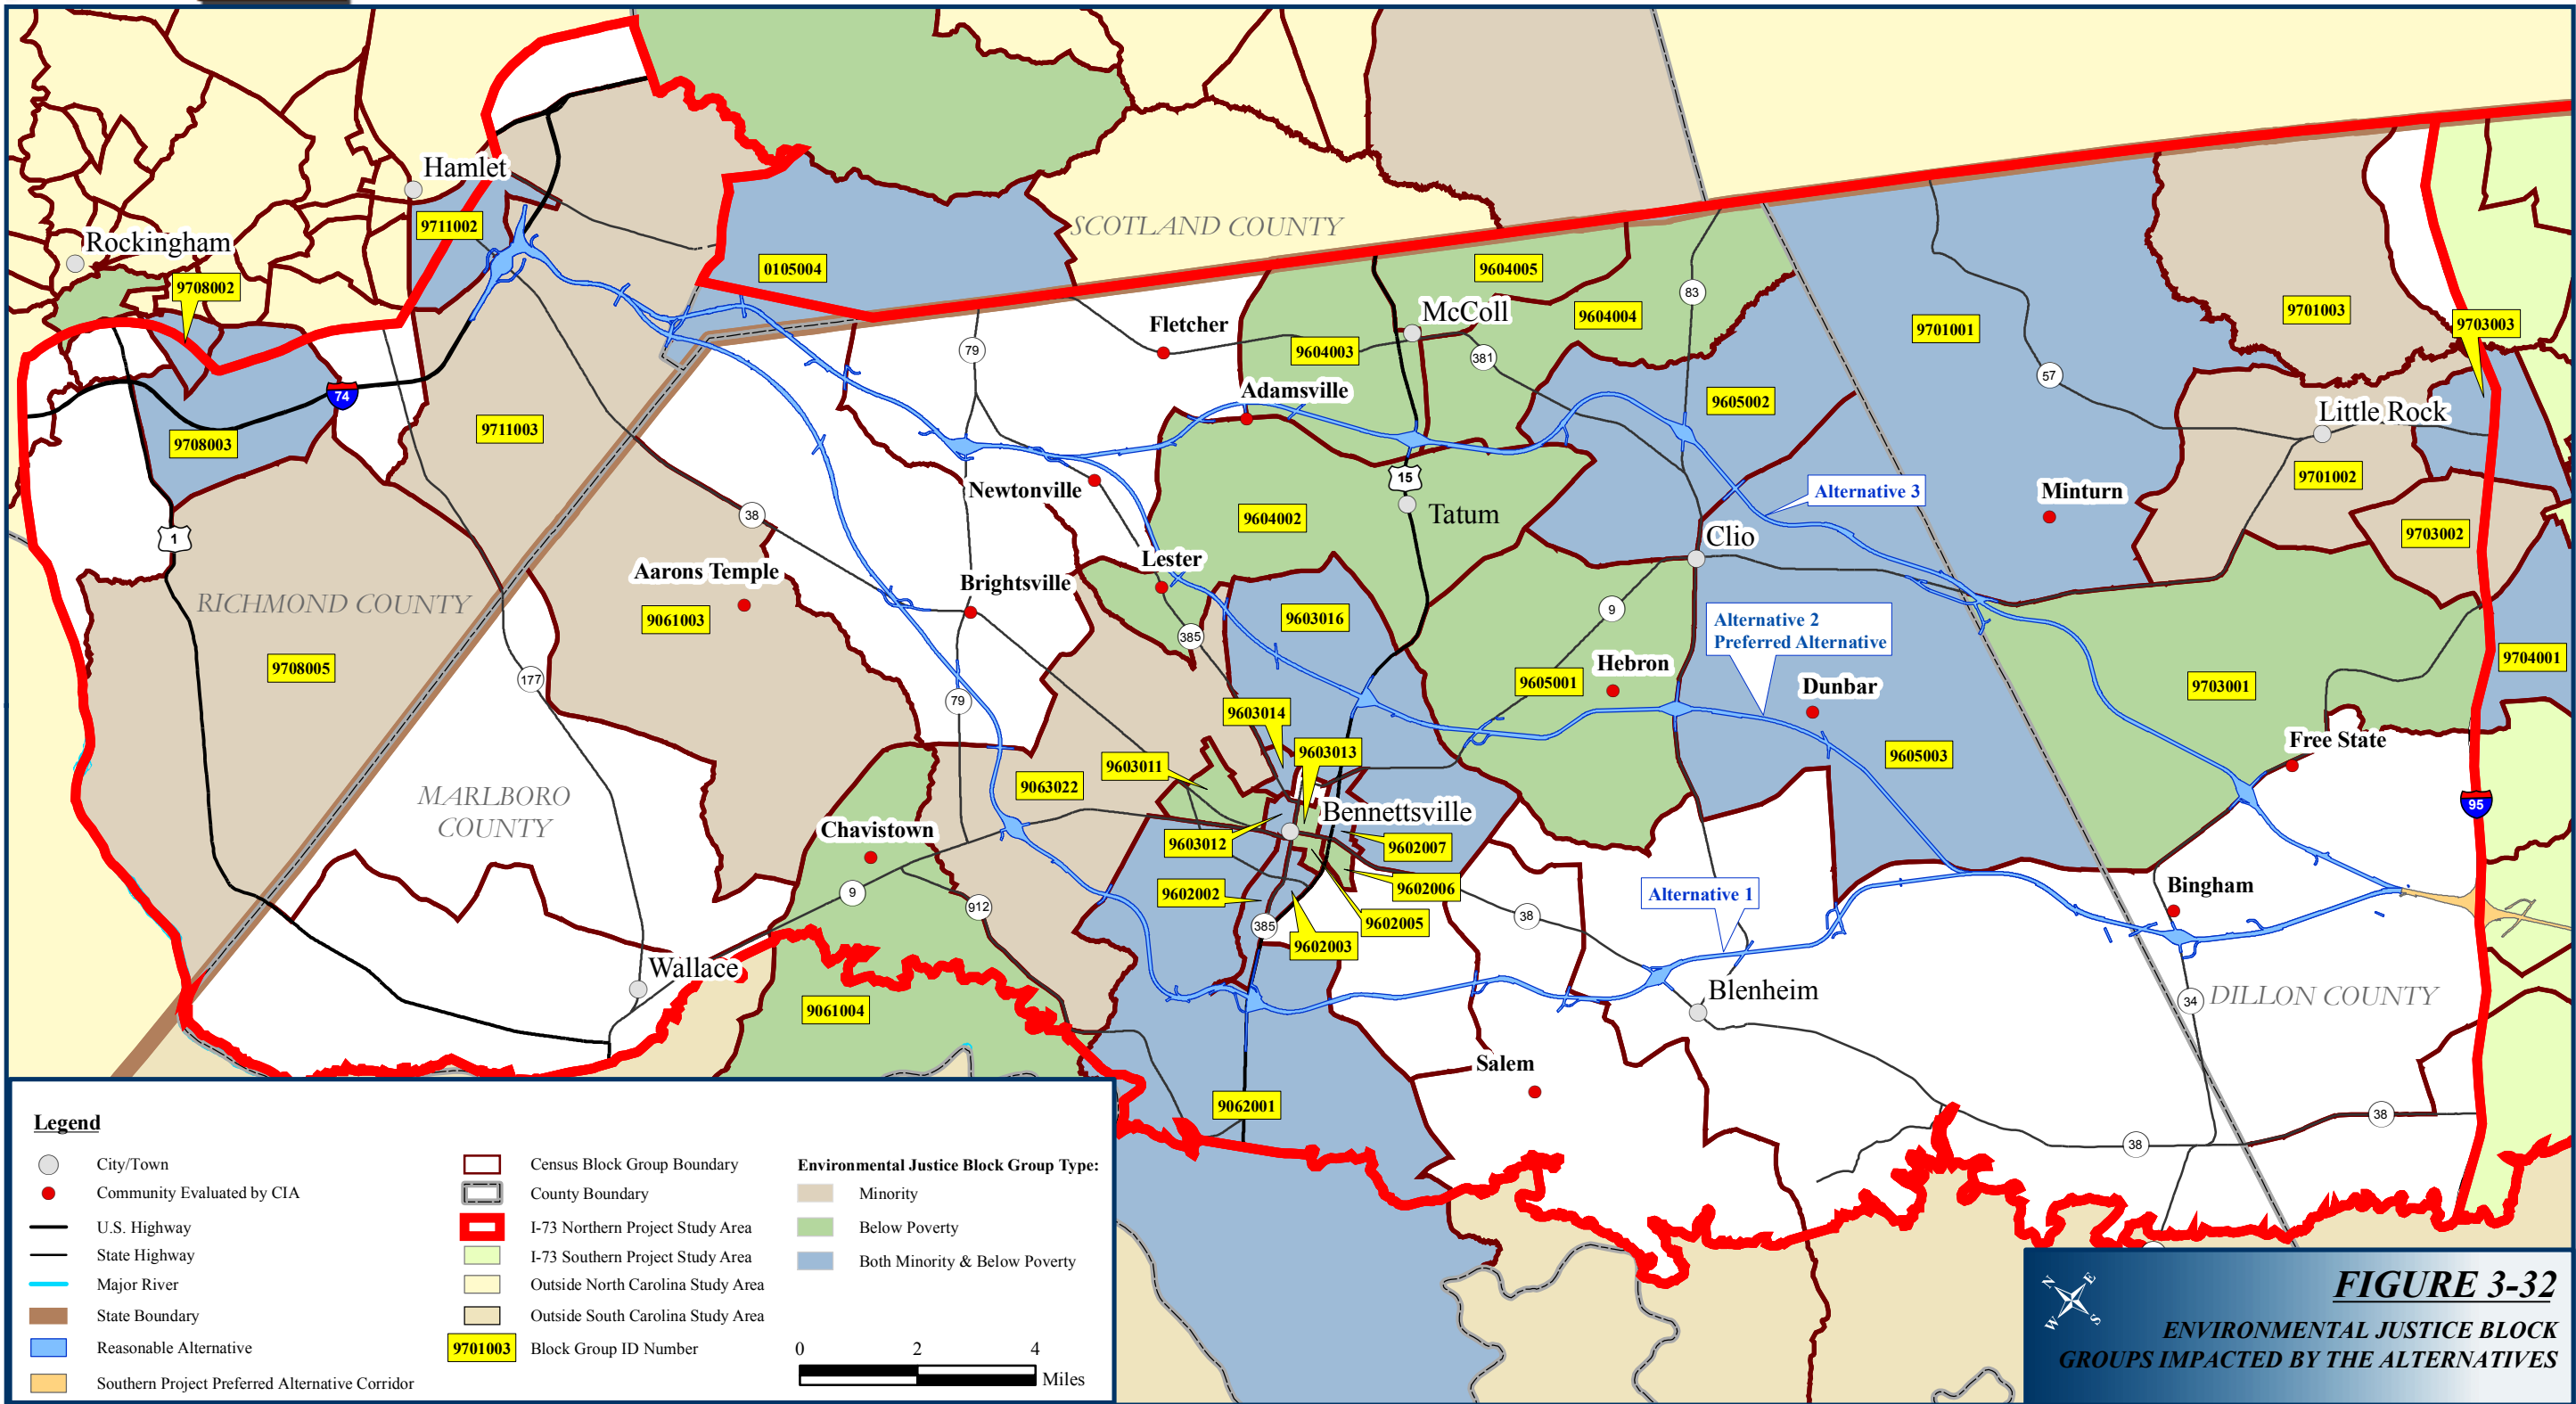 Hamlet
9711002
Rockingham
9708002
SCOTLAND COUNTY
0105004
79
Fletcher
9604005
McColl
9604004
9604003
381
83
9701001
9701003
9703003
57
Adamsville
74
9605002
Little Rock
9708003
9711003
Newtonville
15
Alternative 3
Minturn
9701002
9604002
Tatum
38
1
Clio
9703002
Lester
Aarons Temple
Brightsville
RICHMOND COUNTY
9061003
9603016
9
Alternative 2
Preferred Alternative
385
9708005
177
Hebron
9605001
Dunbar
9704001
9703001
79
9603014
9603013
Free State
9605003
9603011
9063022
MARLBORO
COUNTY
Bennettsville
95
Chavistown
9603012
9602007
9602002
9602006
Alternative 1
Bingham
9
912
38
385
9602005
9602003
Wallace
Blenheim
34
DILLON COUNTY
9061004
Salem
9062001
38
38
Legend
City/Town
Community Evaluated by CIA
U.S. Highway
State Highway
Major River
State Boundary
Reasonable Alternative
Southern Project Preferred Alternative Corridor
Census Block Group Boundary
County Boundary
I-73 Northern Project Study Area
I-73 Southern Project Study Area
Outside North Carolina Study Area
Outside South Carolina Study Area
9701003 Block Group ID Number
Environmental Justice Block Group Type:
Minority
Below Poverty
Both Minority & Below Poverty
0 2 4
Miles
N E
W S
FIGURE 3-32
ENVIRONMENTAL JUSTICE BLOCK
GROUPS IMPACTED BY THE ALTERNATIVES